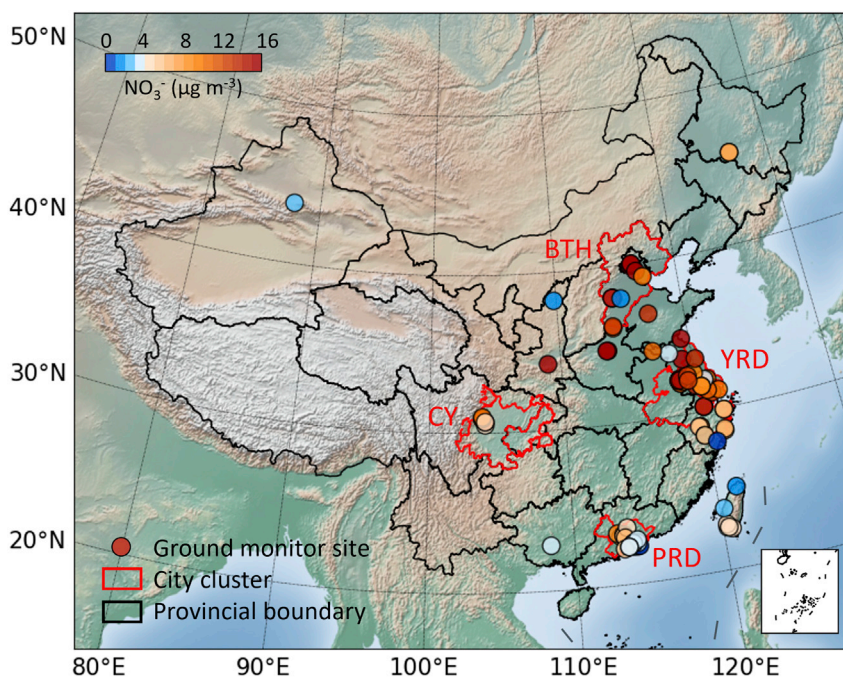 50°N
0 4 8 12 16
NO₃⁻ (μg m⁻³)
40°N
BTH
30°N
YRD
CY
20°N
PRD
Ground monitor site
City cluster
Provincial boundary
80°E 90°E 100°E 110°E 120°E